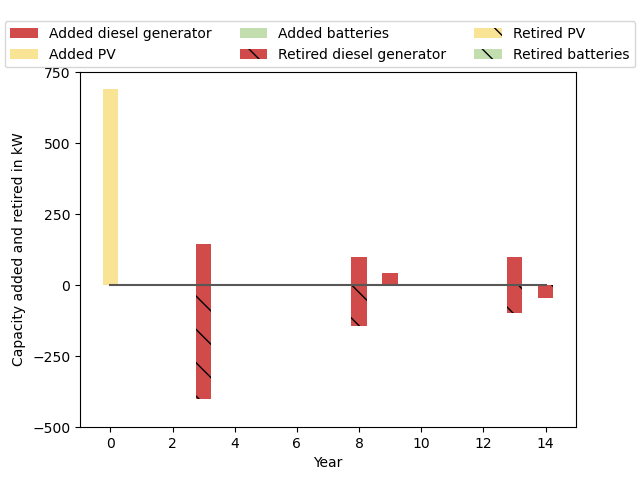 Added diesel generator
Added PV
Added batteries
Retired diesel generator
Retired PV
Retired batteries
750
500
250
0
−250
−500
Capacity added and retired in kW
0 2 4 6 8 10 12 14
Year